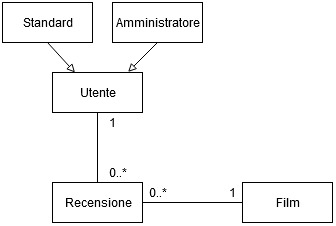 Standard
Amministratore
Utente
1
0..*
Recensione
0..*
1
Film